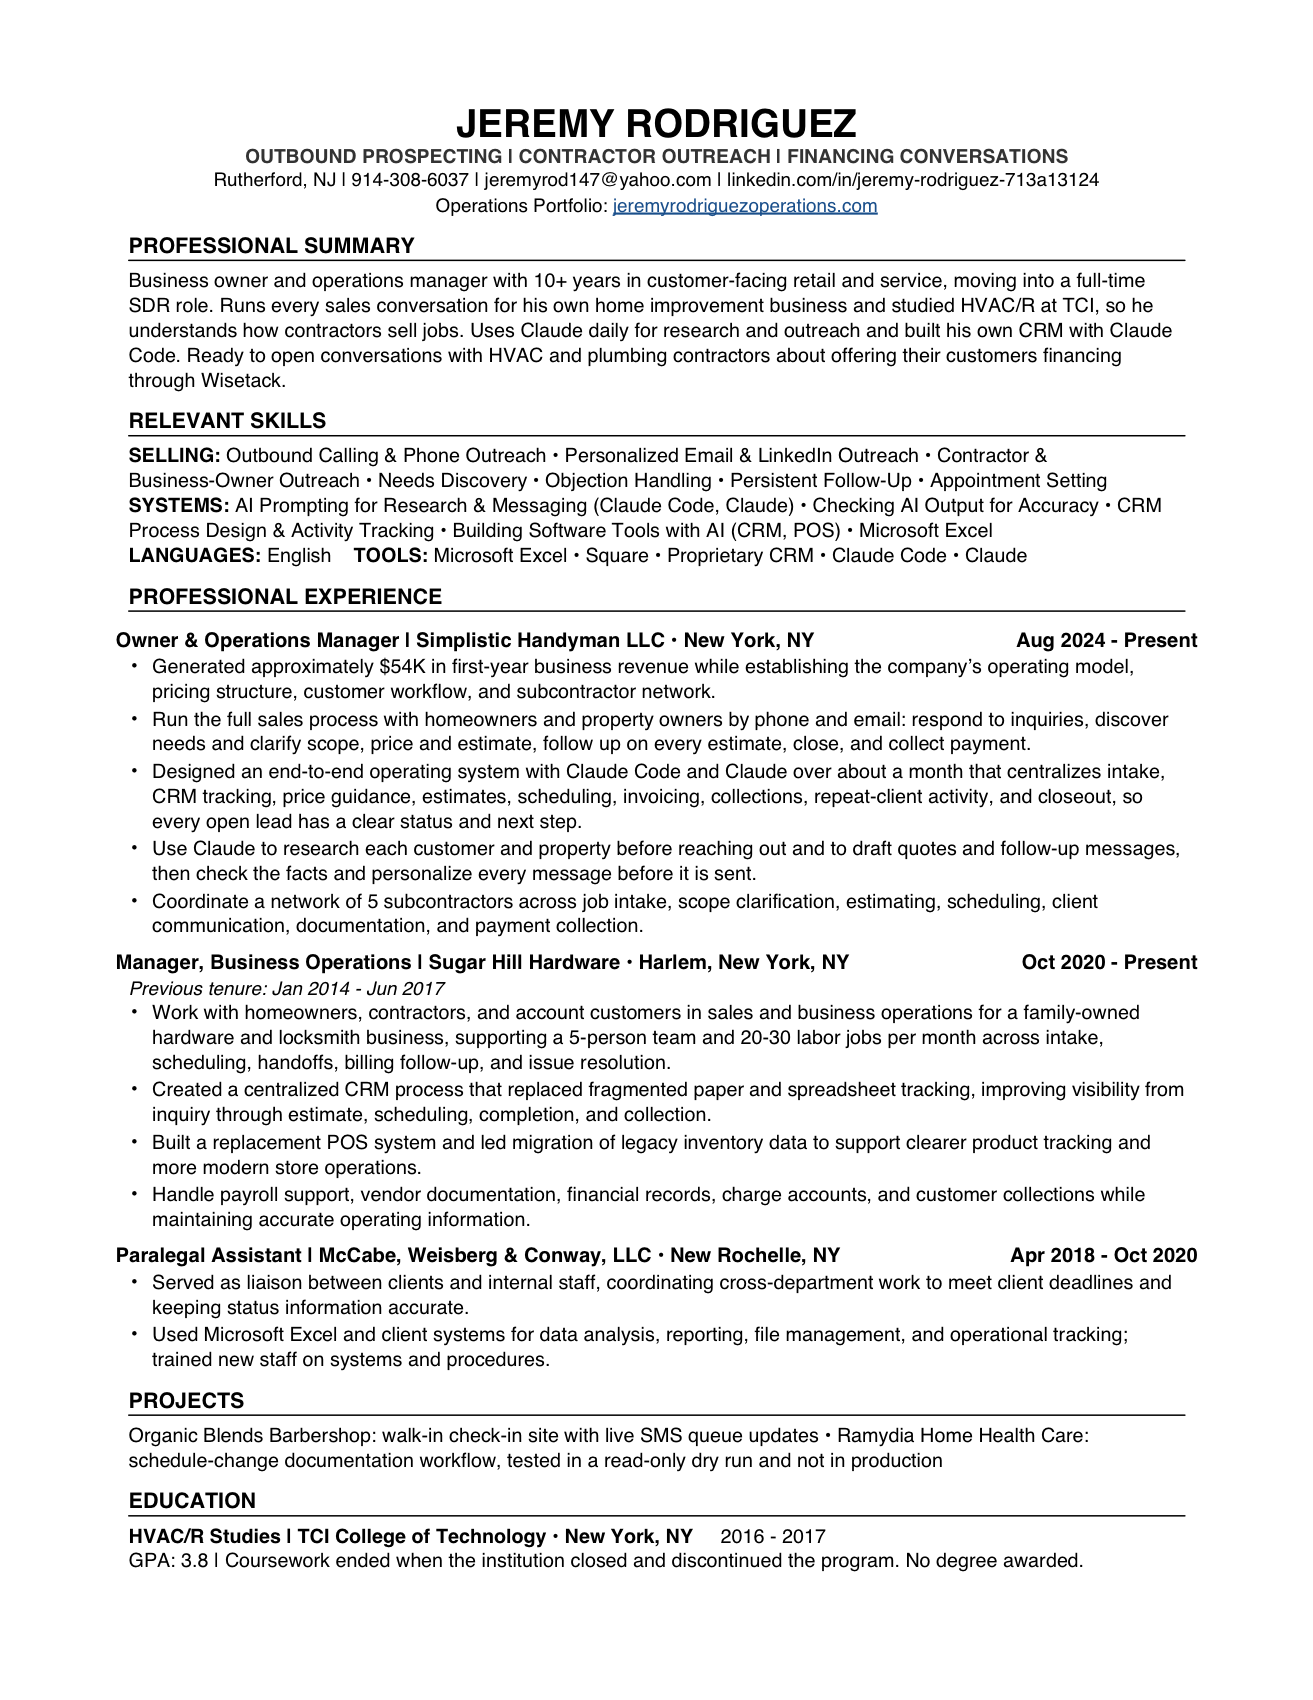 JEREMY RODRIGUEZ
OUTBOUND PROSPECTING | CONTRACTOR OUTREACH | FINANCING CONVERSATIONS
Rutherford, NJ | 914-308-6037 | jeremyrod147@yahoo.com | linkedin.com/in/jeremy-rodriguez-713a13124
Operations Portfolio: jeremyrodriguezoperations.com
PROFESSIONAL SUMMARY
Business owner and operations manager with 10+ years in customer-facing retail and service, moving into a full-time
SDR role. Runs every sales conversation for his own home improvement business and studied HVAC/R at TCI, so he
understands how contractors sell jobs. Uses Claude daily for research and outreach and built his own CRM with Claude
Code. Ready to open conversations with HVAC and plumbing contractors about offering their customers financing
through Wisetack.
RELEVANT SKILLS
SELLING: Outbound Calling & Phone Outreach • Personalized Email & LinkedIn Outreach • Contractor &
Business-Owner Outreach • Needs Discovery • Objection Handling • Persistent Follow-Up • Appointment Setting
SYSTEMS: AI Prompting for Research & Messaging (Claude Code, Claude) • Checking AI Output for Accuracy • CRM
Process Design & Activity Tracking • Building Software Tools with AI (CRM, POS) • Microsoft Excel
LANGUAGES: English TOOLS: Microsoft Excel • Square • Proprietary CRM • Claude Code • Claude
PROFESSIONAL EXPERIENCE
Owner & Operations Manager | Simplistic Handyman LLC • New York, NY Aug 2024 - Present
• Generated approximately $54K in first-year business revenue while establishing the company’s operating model,
pricing structure, customer workflow, and subcontractor network.
• Run the full sales process with homeowners and property owners by phone and email: respond to inquiries, discover
needs and clarify scope, price and estimate, follow up on every estimate, close, and collect payment.
• Designed an end-to-end operating system with Claude Code and Claude over about a month that centralizes intake,
CRM tracking, price guidance, estimates, scheduling, invoicing, collections, repeat-client activity, and closeout, so
every open lead has a clear status and next step.
• Use Claude to research each customer and property before reaching out and to draft quotes and follow-up messages,
then check the facts and personalize every message before it is sent.
• Coordinate a network of 5 subcontractors across job intake, scope clarification, estimating, scheduling, client
communication, documentation, and payment collection.
Manager, Business Operations | Sugar Hill Hardware • Harlem, New York, NY Oct 2020 - Present
Previous tenure: Jan 2014 - Jun 2017
• Work with homeowners, contractors, and account customers in sales and business operations for a family-owned
hardware and locksmith business, supporting a 5-person team and 20-30 labor jobs per month across intake,
scheduling, handoffs, billing follow-up, and issue resolution.
• Created a centralized CRM process that replaced fragmented paper and spreadsheet tracking, improving visibility from
inquiry through estimate, scheduling, completion, and collection.
• Built a replacement POS system and led migration of legacy inventory data to support clearer product tracking and
more modern store operations.
• Handle payroll support, vendor documentation, financial records, charge accounts, and customer collections while
maintaining accurate operating information.
Paralegal Assistant | McCabe, Weisberg & Conway, LLC • New Rochelle, NY Apr 2018 - Oct 2020
• Served as liaison between clients and internal staff, coordinating cross-department work to meet client deadlines and
keeping status information accurate.
• Used Microsoft Excel and client systems for data analysis, reporting, file management, and operational tracking;
trained new staff on systems and procedures.
PROJECTS
Organic Blends Barbershop: walk-in check-in site with live SMS queue updates • Ramydia Home Health Care:
schedule-change documentation workflow, tested in a read-only dry run and not in production
EDUCATION
HVAC/R Studies | TCI College of Technology • New York, NY 2016 - 2017
GPA: 3.8 | Coursework ended when the institution closed and discontinued the program. No degree awarded.